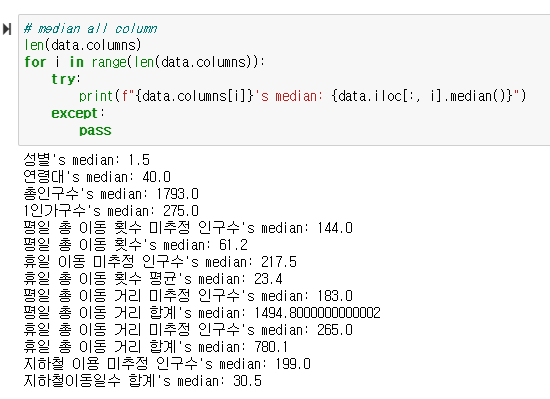 # median all column
len(data.columns)
for i in range(len(data.columns)):
    try:
        print(f"{data.columns[i]}'s median: {data.iloc[:, i].median()}")
    except:
        pass
성별's median: 1.5
연령대's median: 40.0
총인구수's median: 1793.0
1인가구수's median: 275.0
평일 총 이동 횟수 미추정 인구수's median: 144.0
평일 총 이동 횟수's median: 61.2
휴일 이동 미추정 인구수's median: 217.5
휴일 총 이동 횟수 평균's median: 23.4
평일 총 이동 거리 미추정 인구수's median: 183.0
평일 총 이동 거리 합계's median: 1494.8000000000002
휴일 총 이동 거리 미추정 인구수's median: 265.0
휴일 총 이동 거리 합계's median: 780.1
지하철 이용 미추정 인구수's median: 199.0
지하철이동일수 합계's median: 30.5